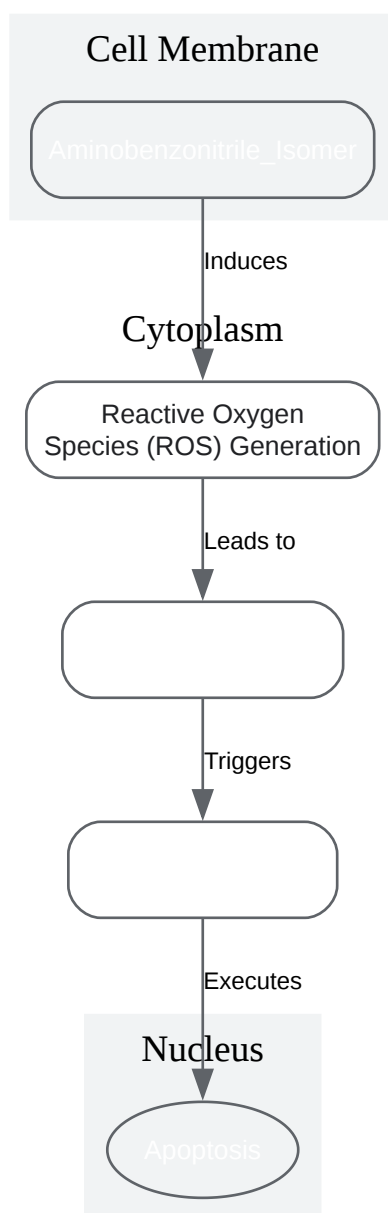 Cell Membrane
Aminobenzonitrile_Isomer
Induces
Cytoplasm
Reactive Oxygen
Species (ROS) Generation
Leads to
Triggers
Executes
Nucleus
Apoptosis